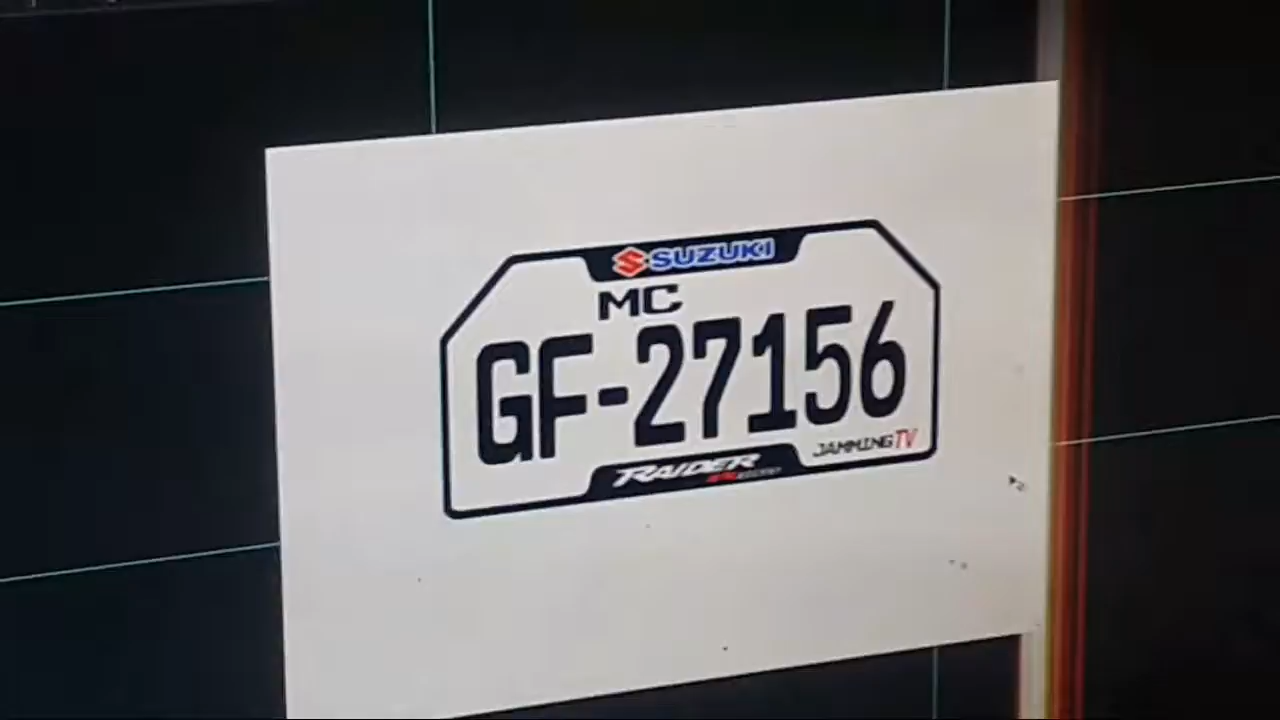 SUZUKI
MC
GF-27156
JAMMINGTV
RAIDER